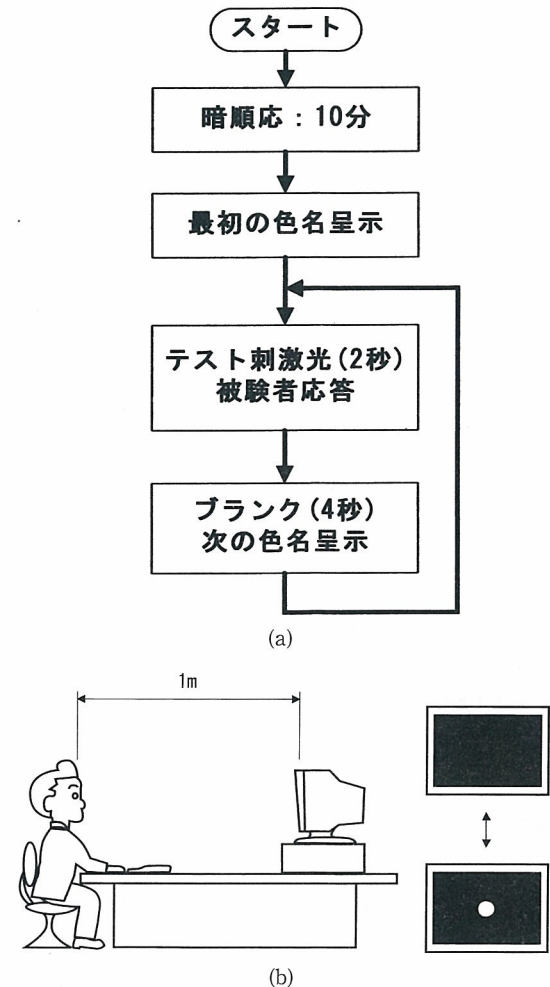 スタート
暗順応：10分
最初の色名呈示
テスト刺激光(2秒)
被験者応答
ブランク(4秒)
次の色名呈示
(a)
1m
(b)